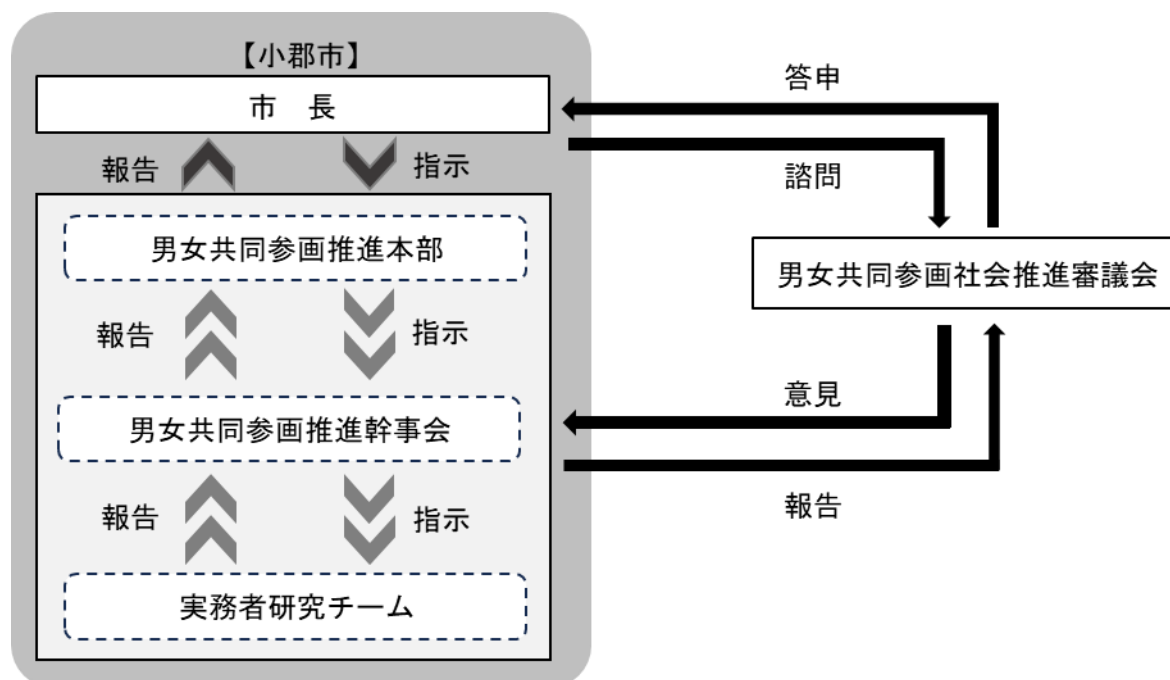 【小郡市】
市　長
報告
指示
男女共同参画推進本部
報告
指示
男女共同参画推進幹事会
報告
指示
実務者研究チーム
答申
諮問
男女共同参画社会推進審議会
意見
報告